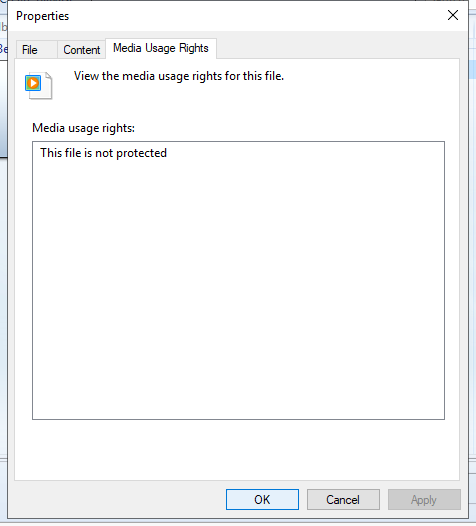 Properties
File
Content
Media Usage Rights
View the media usage rights for this file.
Media usage rights:
This file is not protected
OK
Cancel
Apply